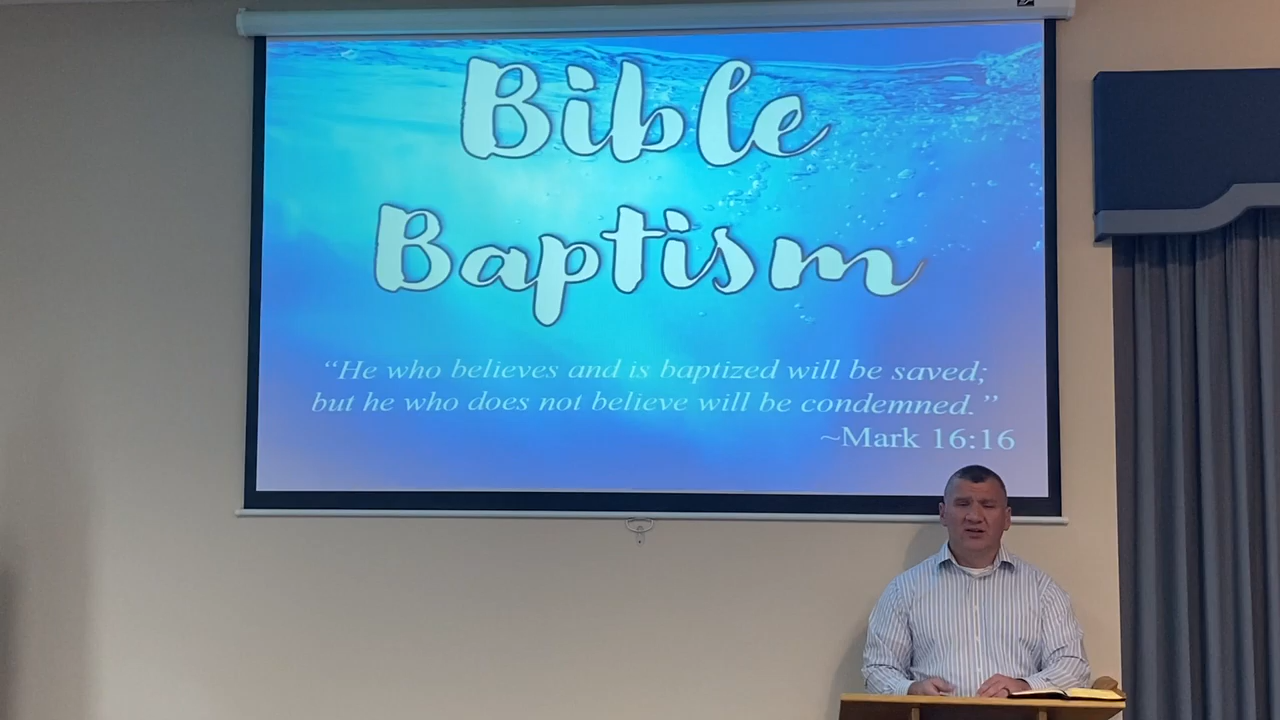 Bible
Baptism
“He who believes and is baptized will be saved;
but he who does not believe will be condemned.”
~Mark 16:16